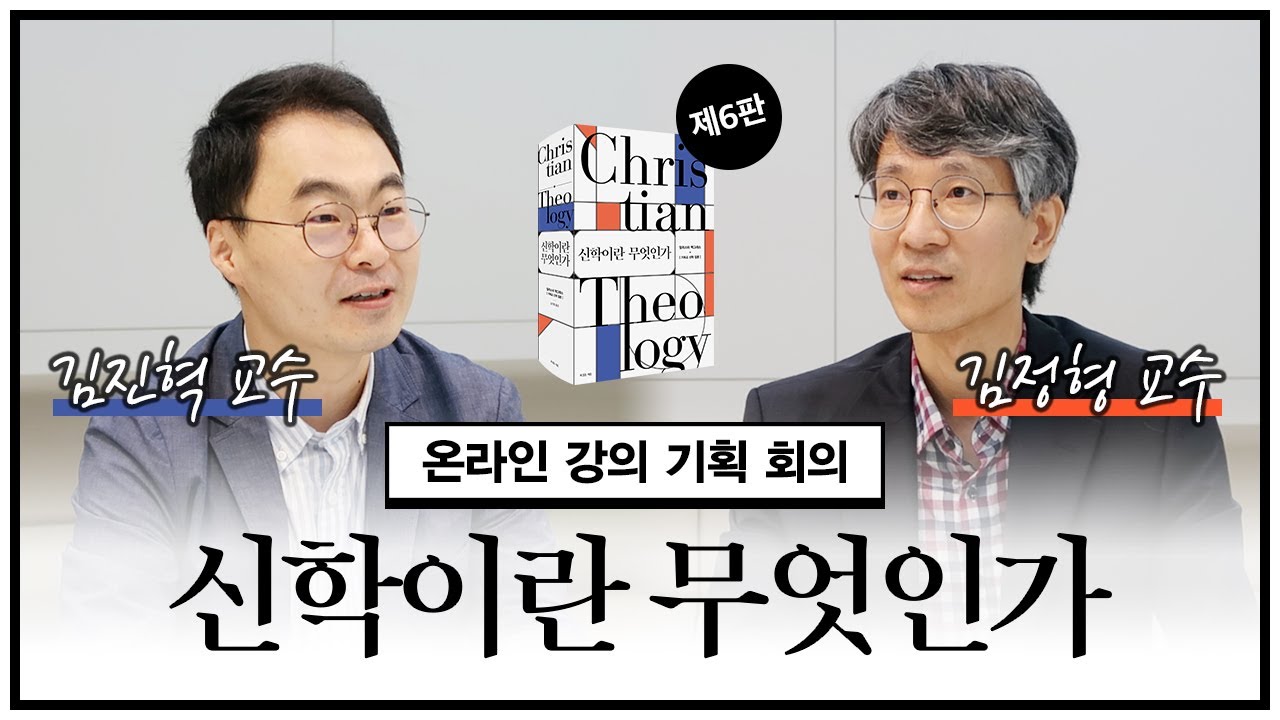 제6판
Chris
tian
Theo
logy
신학이란
무엇인가
Chris
tian
신학이란 무엇인가
Theo
logy
김진혁 교수
김정형 교수
온라인 강의 기획 회의
신학이란 무엇인가